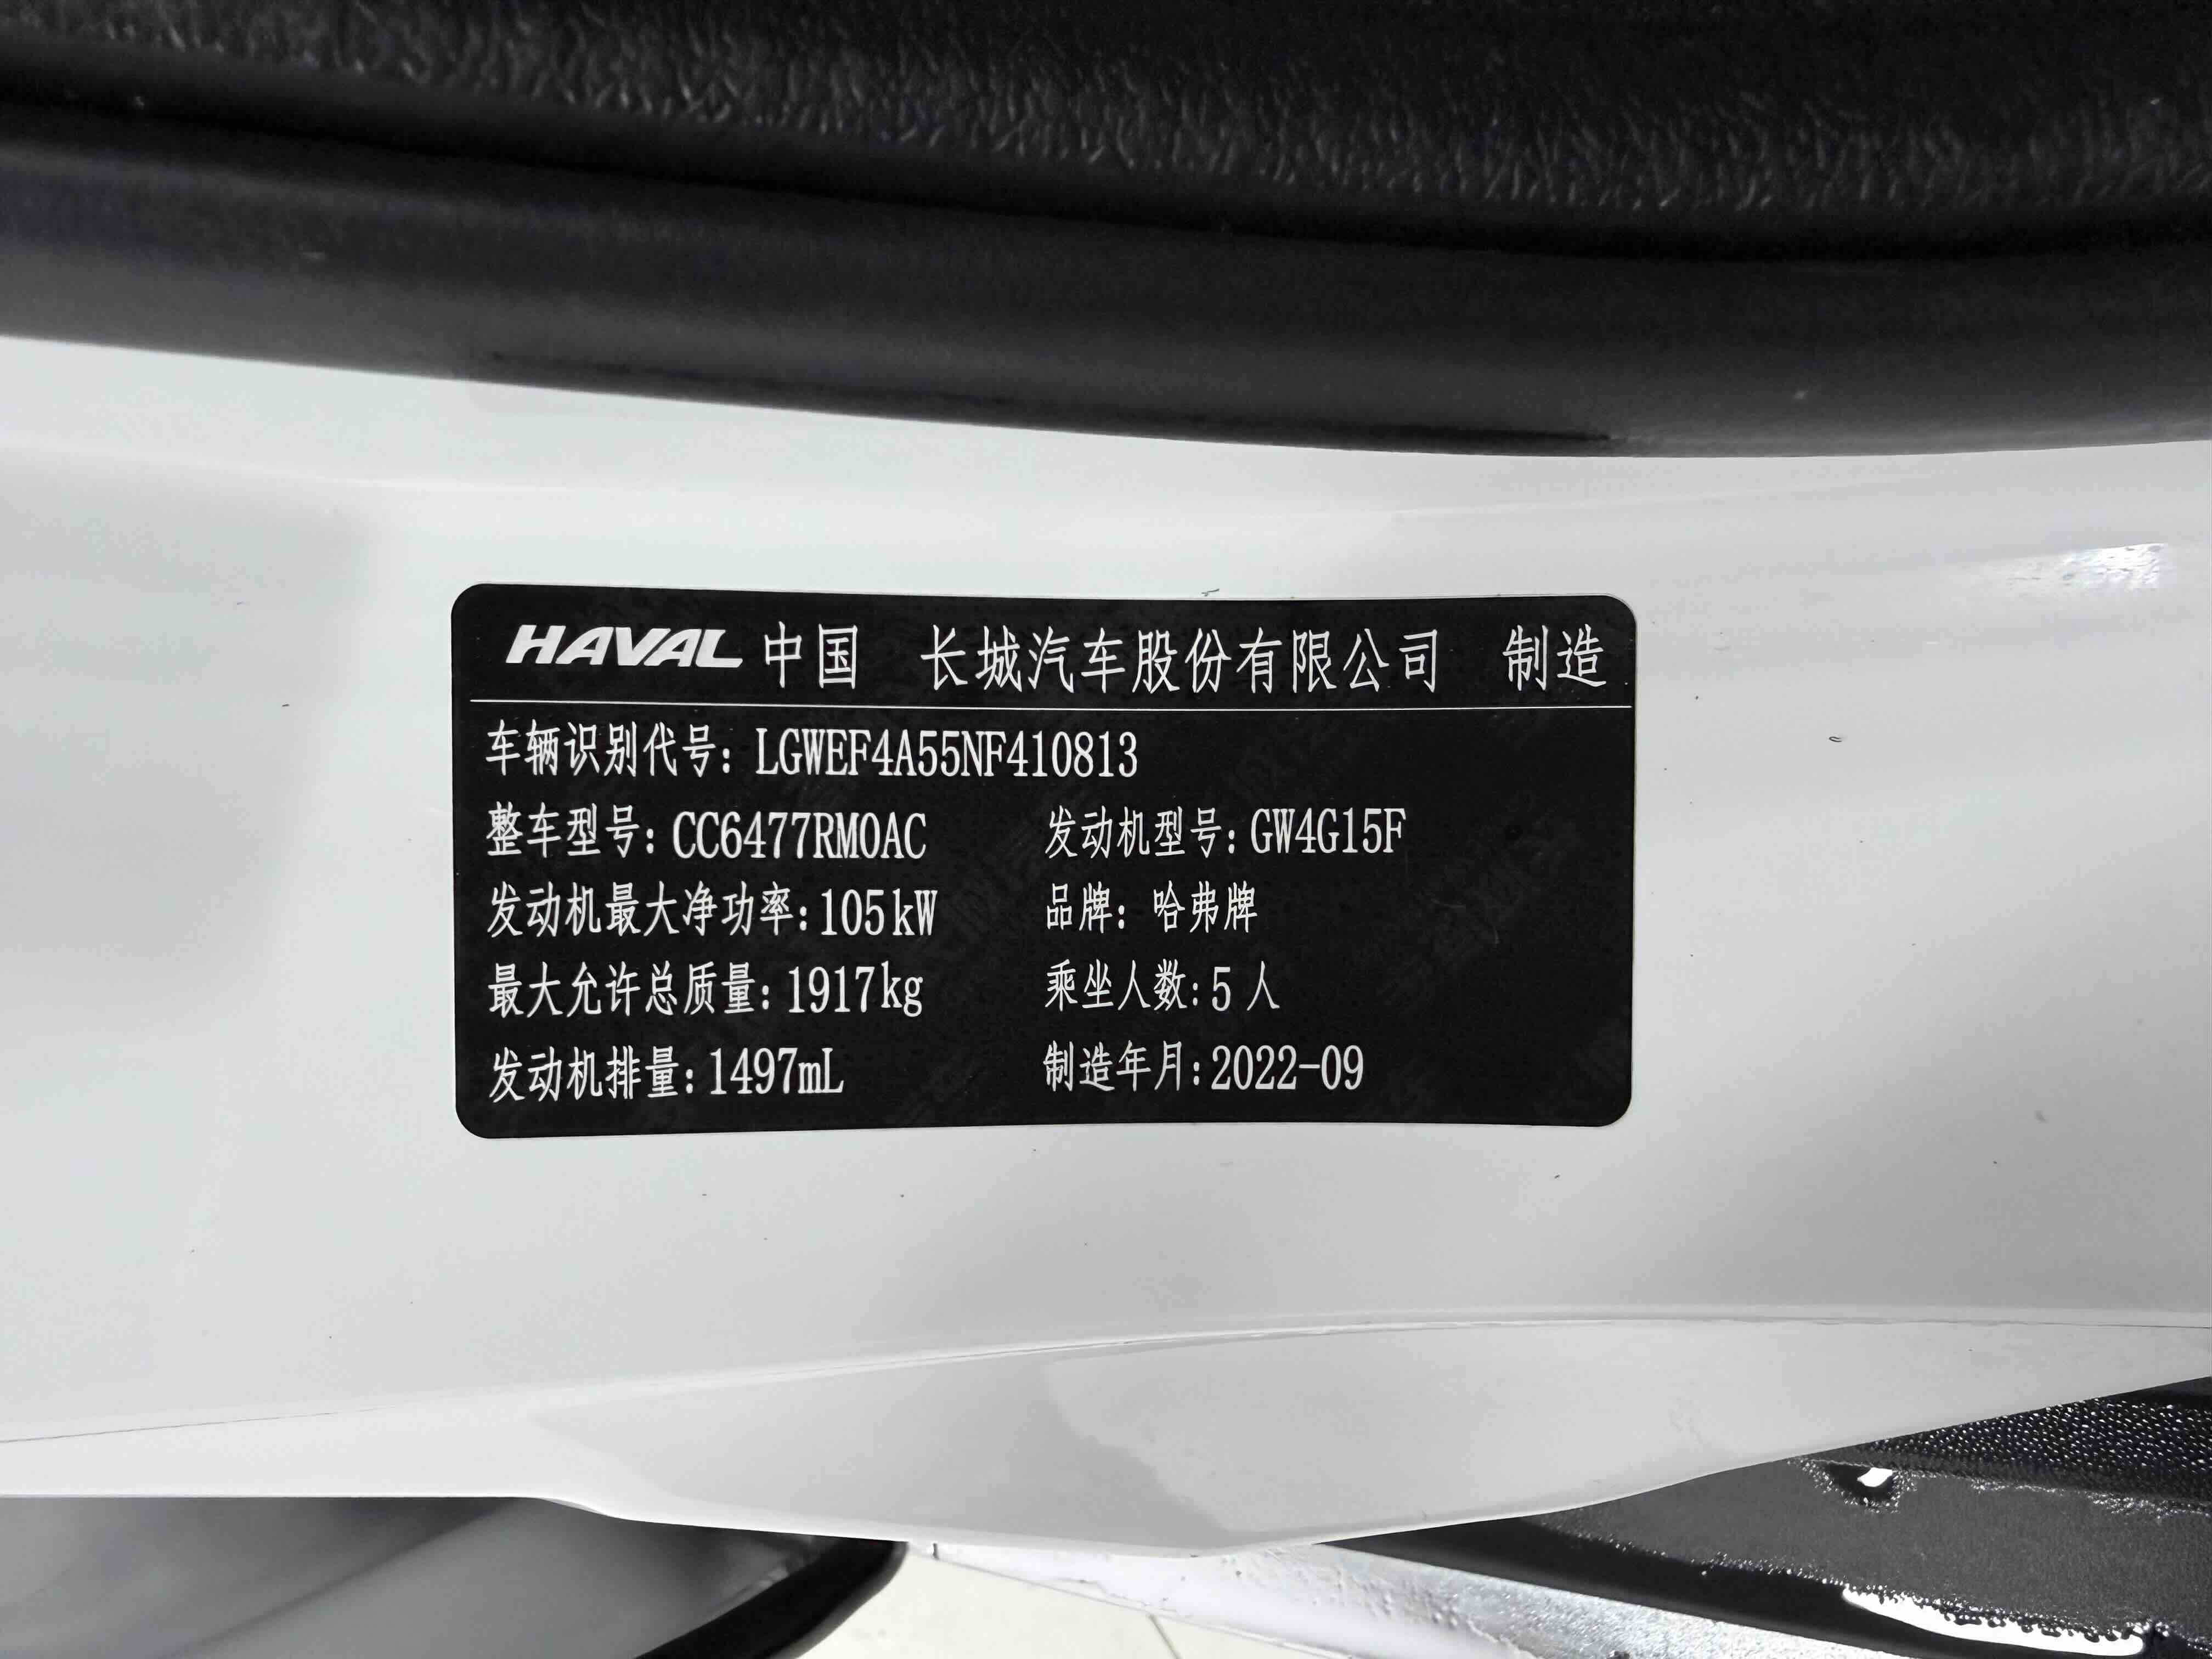 HAVAL 中国 长城汽车股份有限公司 制造
车辆识别代号: LGWEF4A55NF410813
整车型号: CC6477RM0AC 发动机型号: GW4G15F
发动机最大净功率: 105kW 品牌: 哈弗牌
最大允许总质量: 1917kg 乘坐人数: 5 人
发动机排量: 1497mL 制造年月: 2022-09